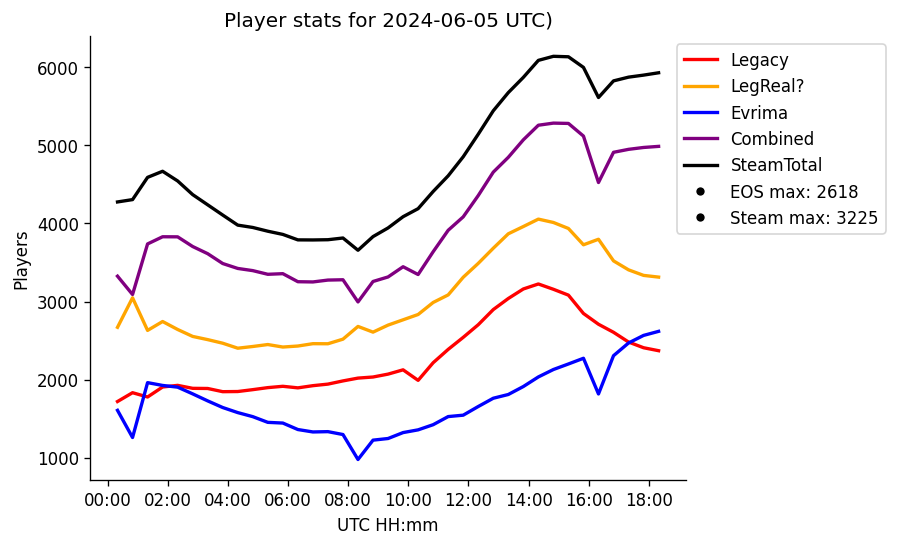 Player stats for 2024-06-05 UTC)
Legacy
LegReal?
Evrima
Combined
SteamTotal
EOS max: 2618
Steam max: 3225
Players
6000
5000
4000
3000
2000
1000
00:00 02:00 04:00 06:00 08:00 10:00 12:00 14:00 16:00 18:00
UTC HH:mm